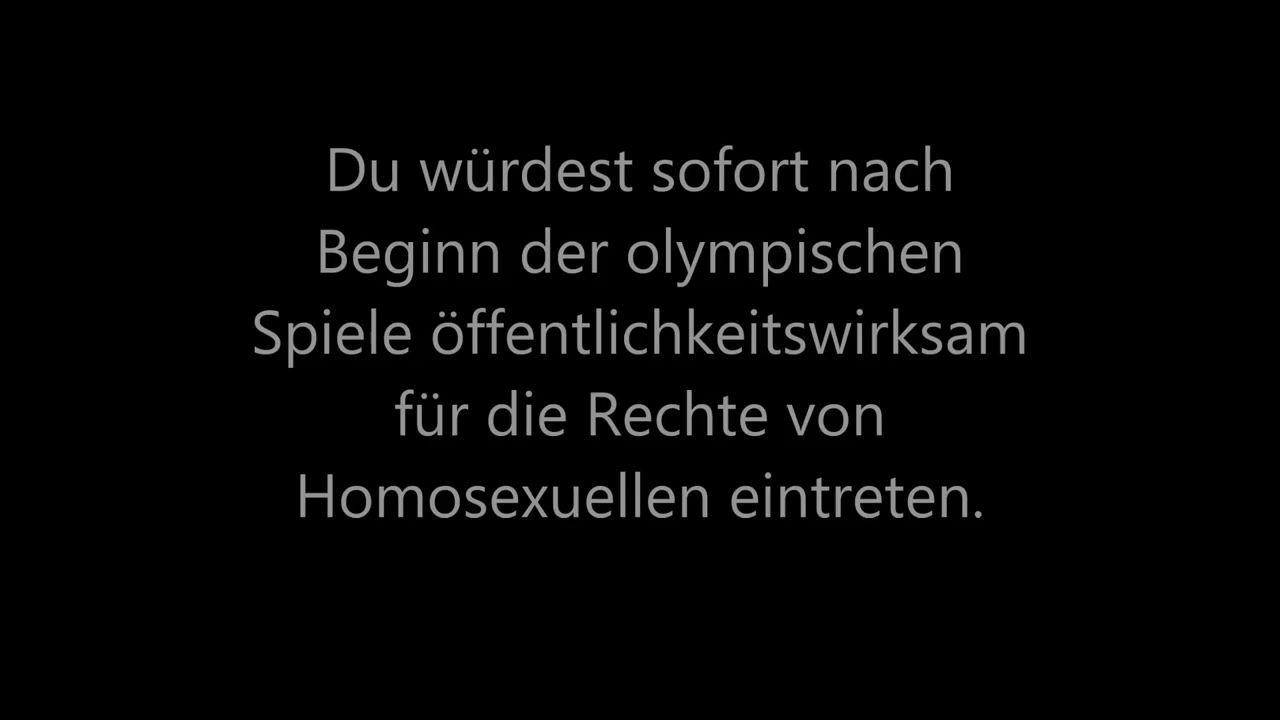 Du würdest sofort nach
Beginn der olympischen
Spiele öffentlichkeitswirksam
für die Rechte von
Homosexuellen eintreten.